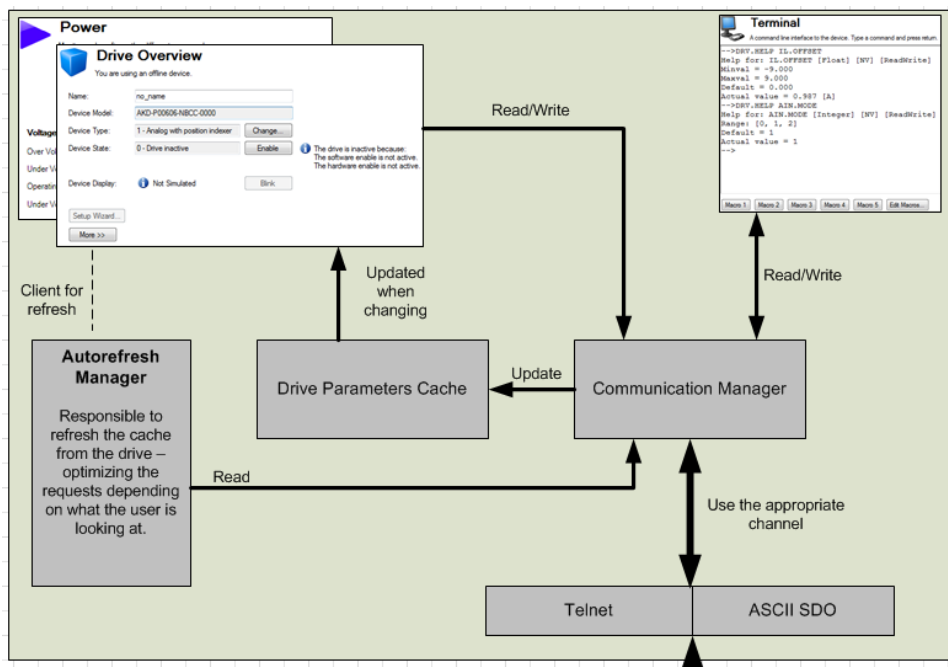 Power
Drive Overview
You are using an offline device.
Name: no_name
Device Model: AKD-P00606-NBCC-0000
Device Type: 1 - Analog with position indexer Change...
Device State: 0 - Drive inactive Enable
The drive is inactive because:
The software enable is not active.
The hardware enable is not active.
Device Display: Not Simulated Blink
Setup Wizard...
More >>
Voltage
Over Vol
Under V
Operatin
Under V
Terminal
A command line interface to the device. Type a command and press return.
-->DRV.HELP IL.OFFSET
Help for: IL.OFFSET [Float] [NV] [ReadWrite]
Minval = -9.000
Maxval = 9.000
Default = 0.000
Actual value = 0.987 [A]
-->DRV.HELP AIN.MODE
Help for: AIN.MODE [Integer] [NV] [ReadWrite]
Range: [0, 1, 2]
Default = 1
Actual value = 1
-->
Macro 1 Macro 2 Macro 3 Macro 4 Macro 5 Edit Macros...
Read/Write
Read/Write
Client for
refresh
Updated
when
changing
Autorefresh
Manager
Responsible to
refresh the cache
from the drive –
optimizing the
requests depending
on what the user is
looking at.
Drive Parameters Cache
Update
Communication Manager
Read
Use the appropriate
channel
Telnet
ASCII SDO